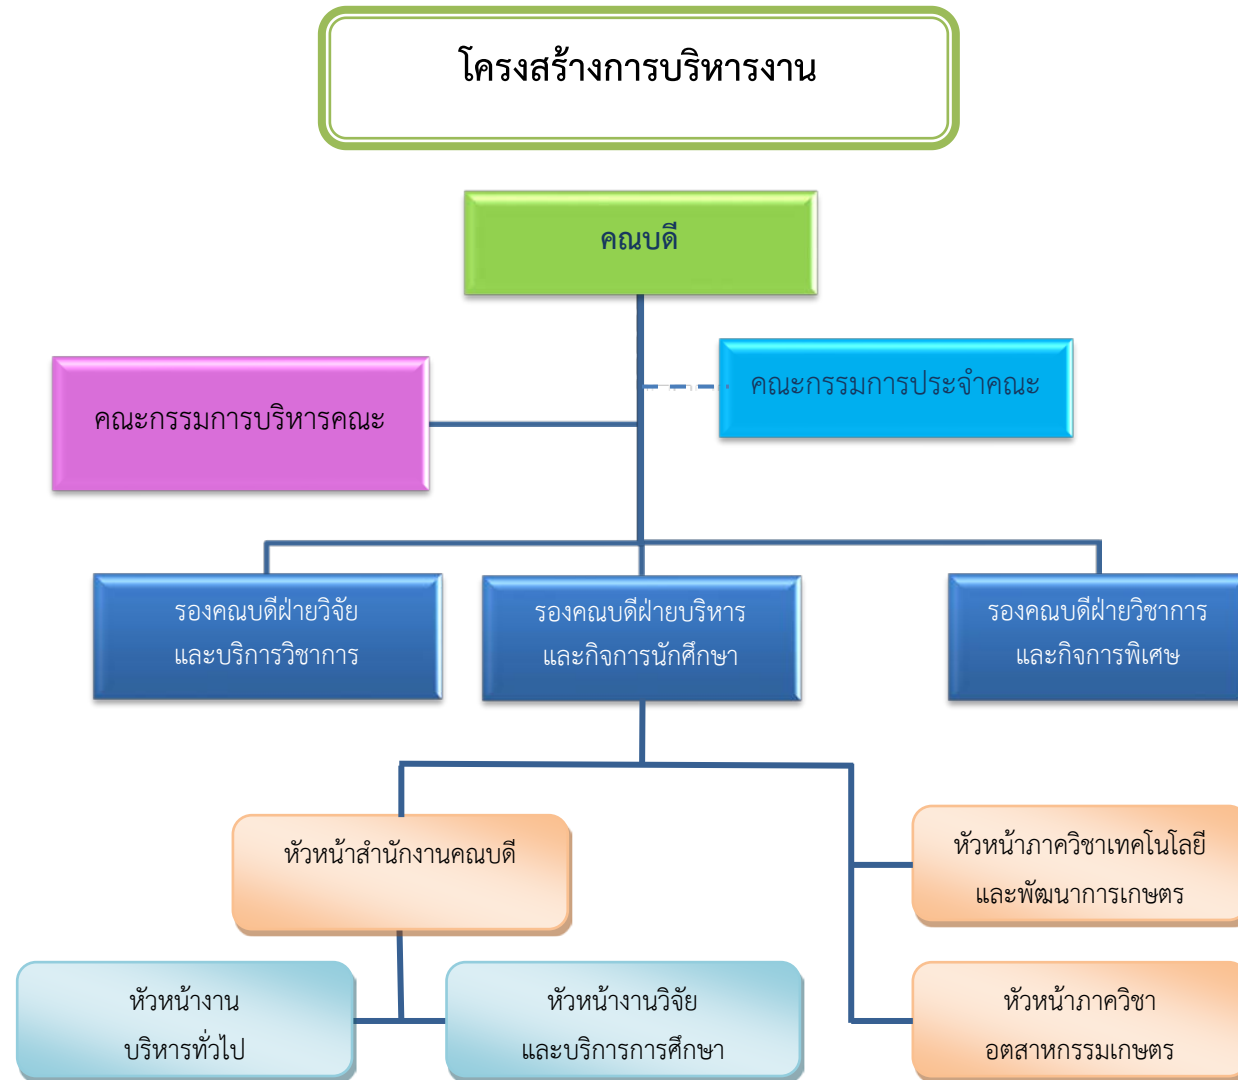 โครงสร้างการบริหารงาน
คณบดี
คณะกรรมการประจำคณะ
คณะกรรมการบริหารคณะ
รองคณบดีฝ่ายวิจัย
และบริการวิชาการ
รองคณบดีฝ่ายบริหาร
และกิจการนักศึกษา
รองคณบดีฝ่ายวิชาการ
และกิจการพิเศษ
หัวหน้าสำนักงานคณบดี
หัวหน้าภาควิชาเทคโนโลยี
และพัฒนาการเกษตร
หัวหน้างาน
บริหารทั่วไป
หัวหน้างานวิจัย
และบริการการศึกษา
หัวหน้าภาควิชา
อตสาหกรรมเกษตร